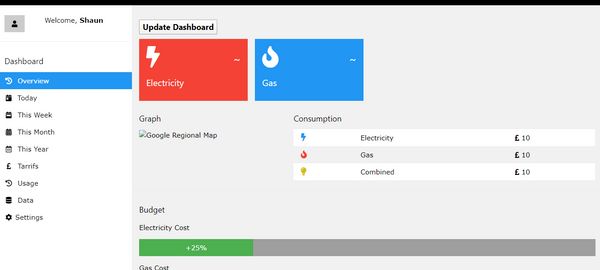 Welcome, Shaun
Dashboard
Overview
Today
This Week
This Month
This Year
£ Tarrifs
Usage
Data
Settings
Update Dashboard
~
Electricity
~
Gas
Graph
Google Regional Map
Consumption
Electricity £ 10
Gas £ 10
Combined £ 10
Budget
Electricity Cost
+25%
Gas Cost